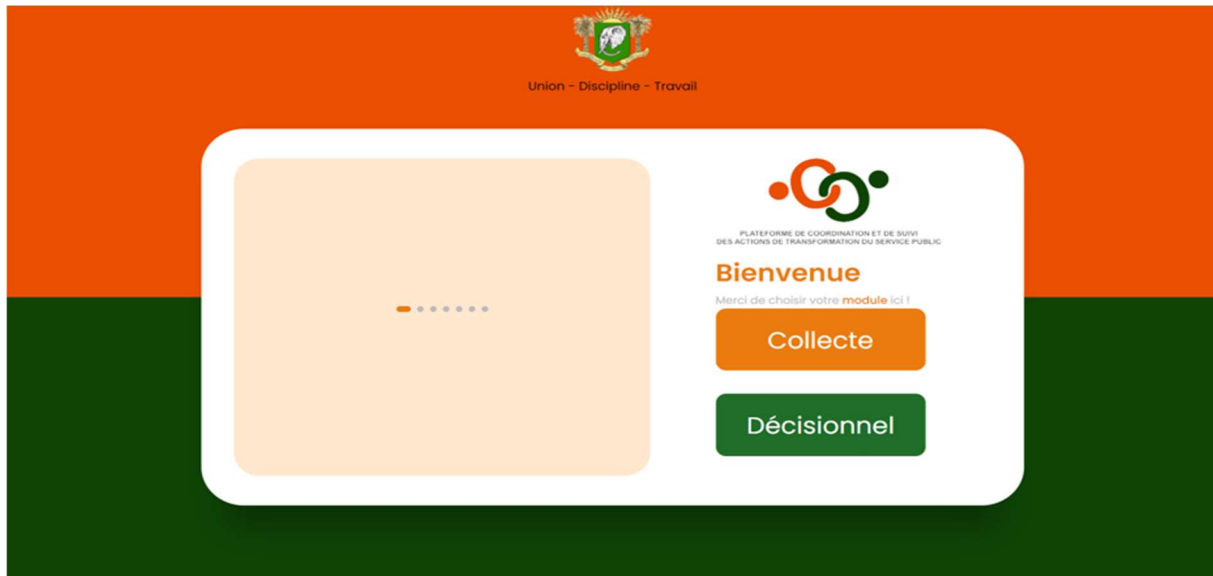 Union - Discipline - Travail
PLATEFORME DE COORDINATION ET DE SUIVI
DES ACTIONS DE TRANSFORMATION DU SERVICE PUBLIC
Bienvenue
Merci de choisir votre module ici !
Collecte
Décisionnel